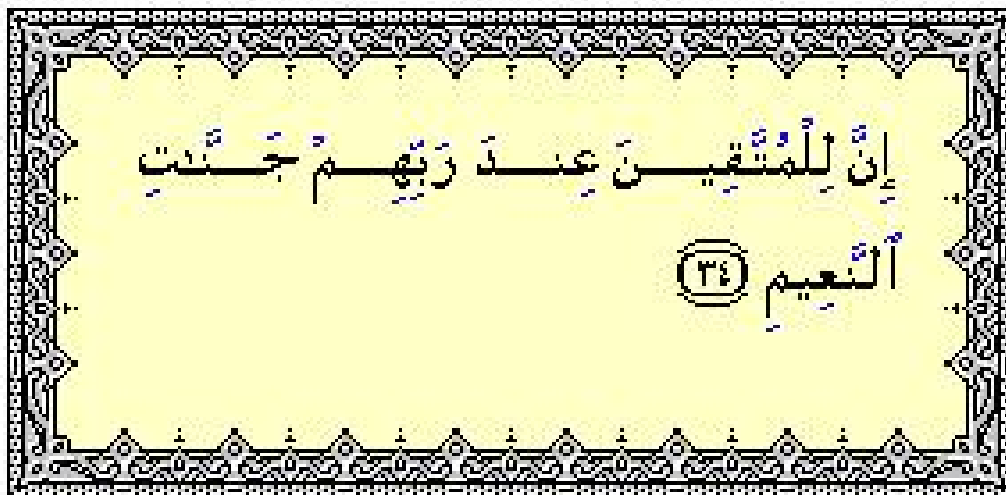 إِنَّ لِلْمُتَّقِينَ عِندَ رَبِّهِمْ جَنَّـٰتِ
ٱلنَّعِيمِ ٣٤